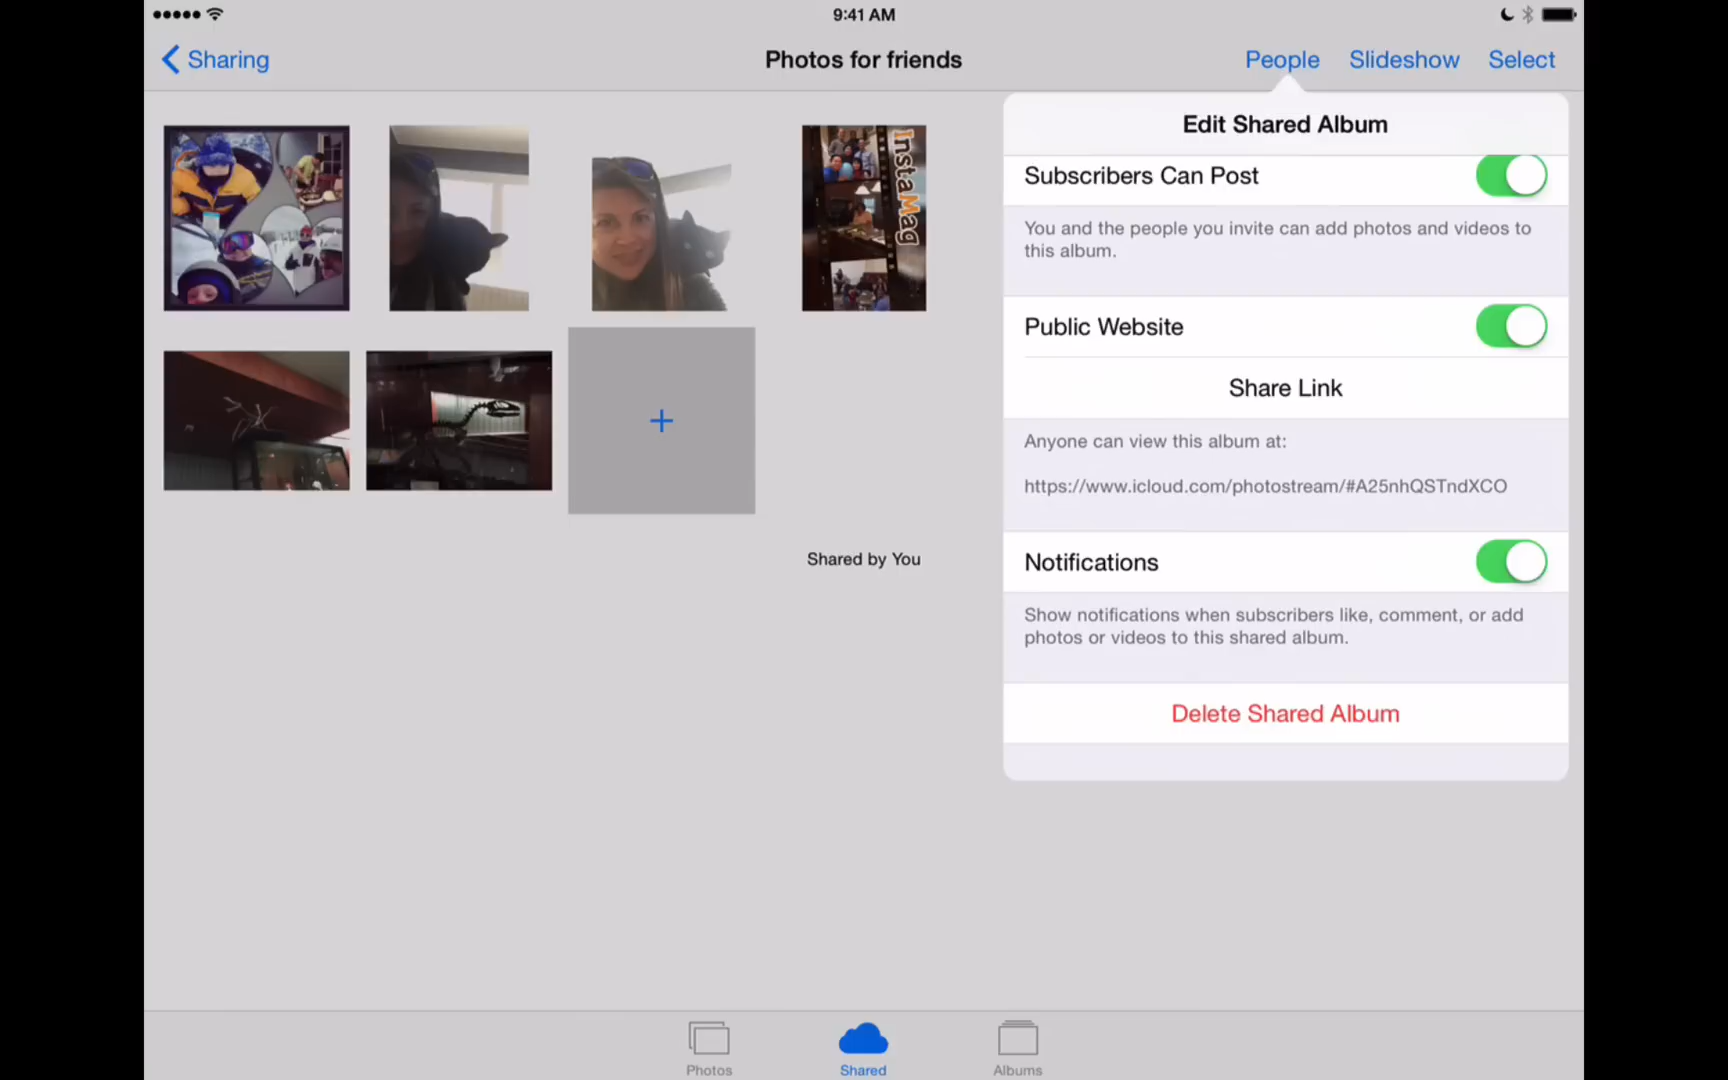 9:41 AM
Sharing
Photos for friends
People
Slideshow
Select
InstaMag
Edit Shared Album
Subscribers Can Post
You and the people you invite can add photos and videos to
this album.
Public Website
Share Link
Anyone can view this album at:
https://www.icloud.com/photostream/#A25nhQSTndXCO
Notifications
Show notifications when subscribers like, comment, or add
photos or videos to this shared album.
Delete Shared Album
Shared by You
Photos
Shared
Albums